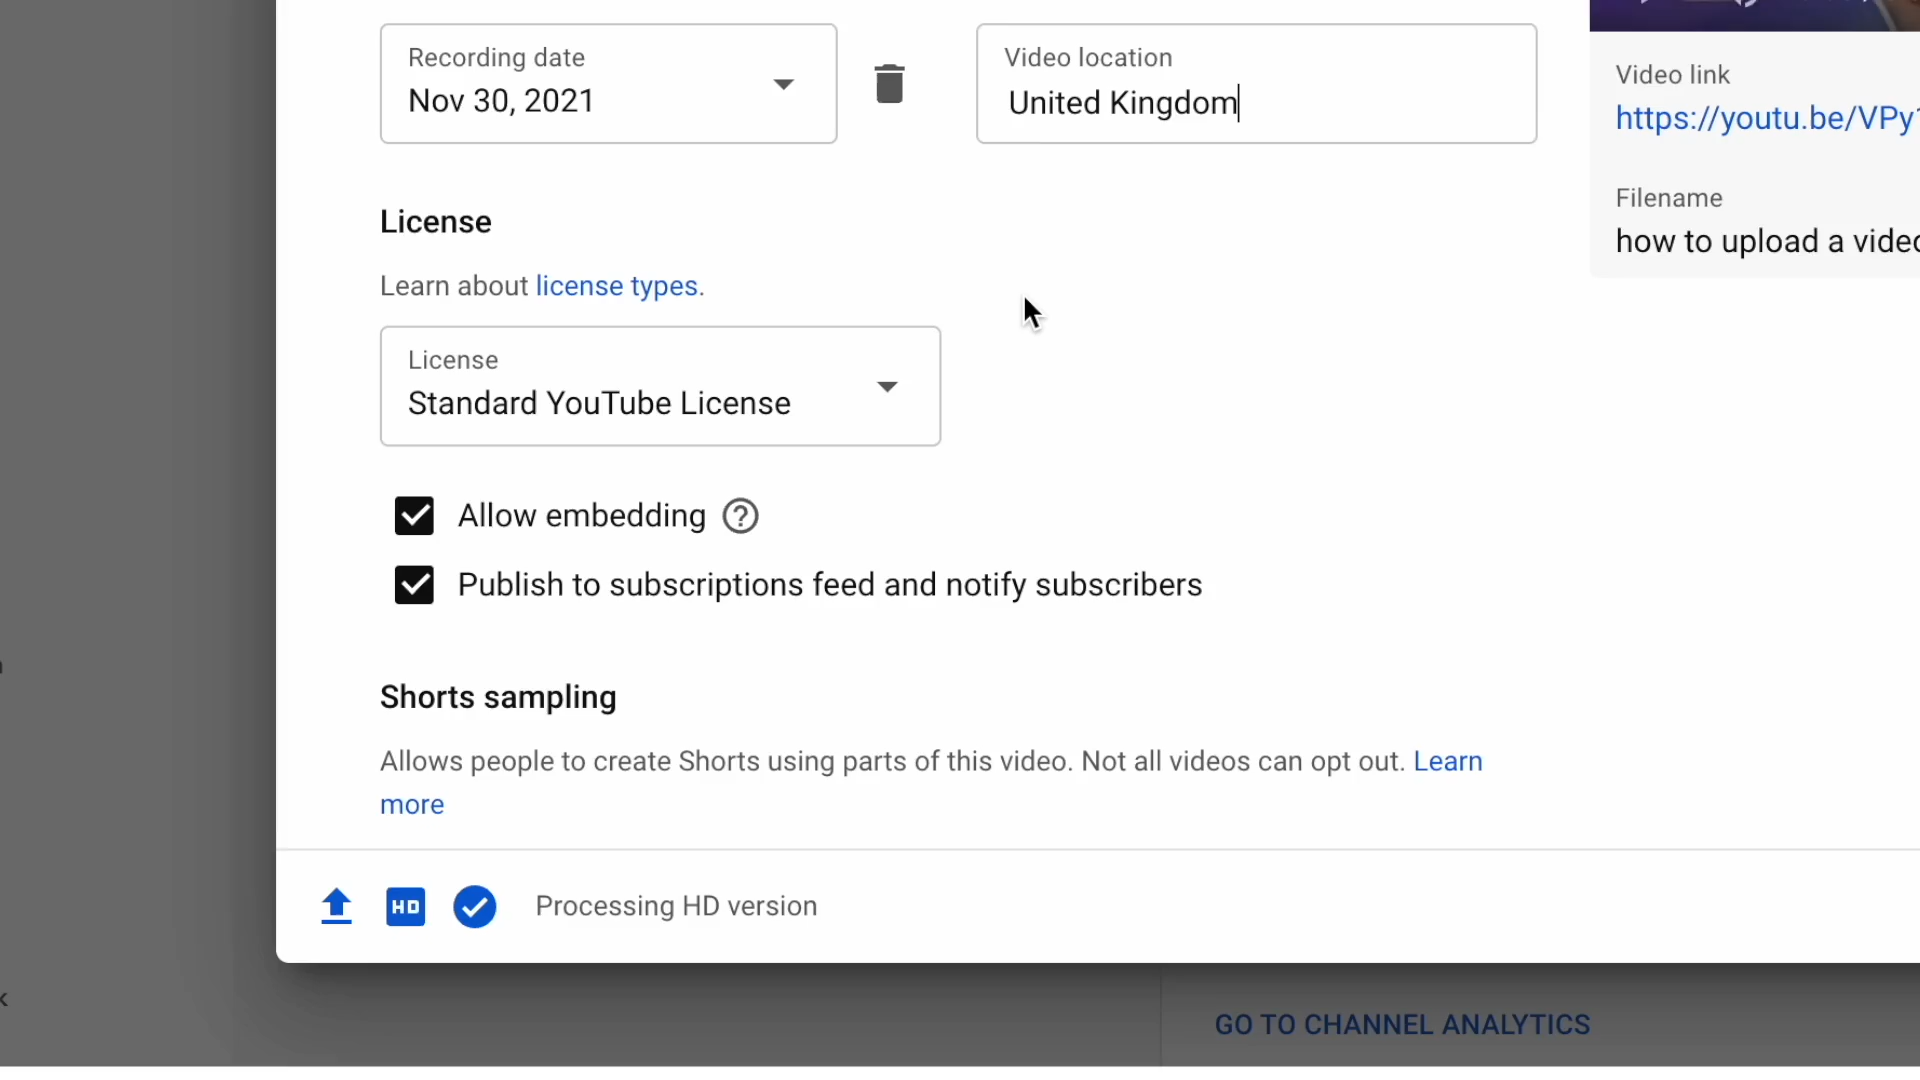 Recording date
Nov 30, 2021
Video location
United Kingdom
Video link
https://youtu.be/VPy
Filename
how to upload a video
License
Learn about license types.
License
Standard YouTube License
Allow embedding
Publish to subscriptions feed and notify subscribers
Shorts sampling
Allows people to create Shorts using parts of this video. Not all videos can opt out. Learn
more
HD
Processing HD version
GO TO CHANNEL ANALYTICS